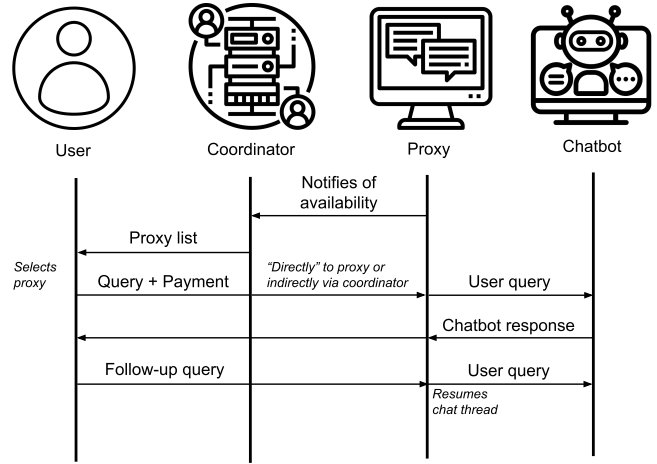 User
Coordinator
Proxy
Chatbot
Notifies of
availability
Proxy list
Selects
proxy
Query + Payment
“Directly” to proxy or
indirectly via coordinator
User query
Chatbot response
Follow-up query
User query
Resumes
chat thread